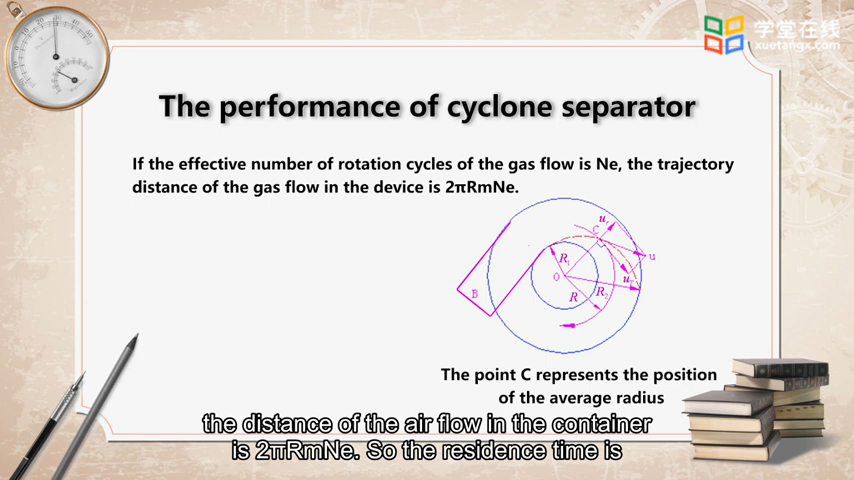 学堂在线
xuetangx.com
The performance of cyclone separator
If the effective number of rotation cycles of the gas flow is Ne, the trajectory
distance of the gas flow in the device is 2πRmNe.
C
u
R₁
O
B
R
R₂
The point C represents the position
of the average radius
the distance of the air flow in the container
is 2πRmNe. So the residence time is